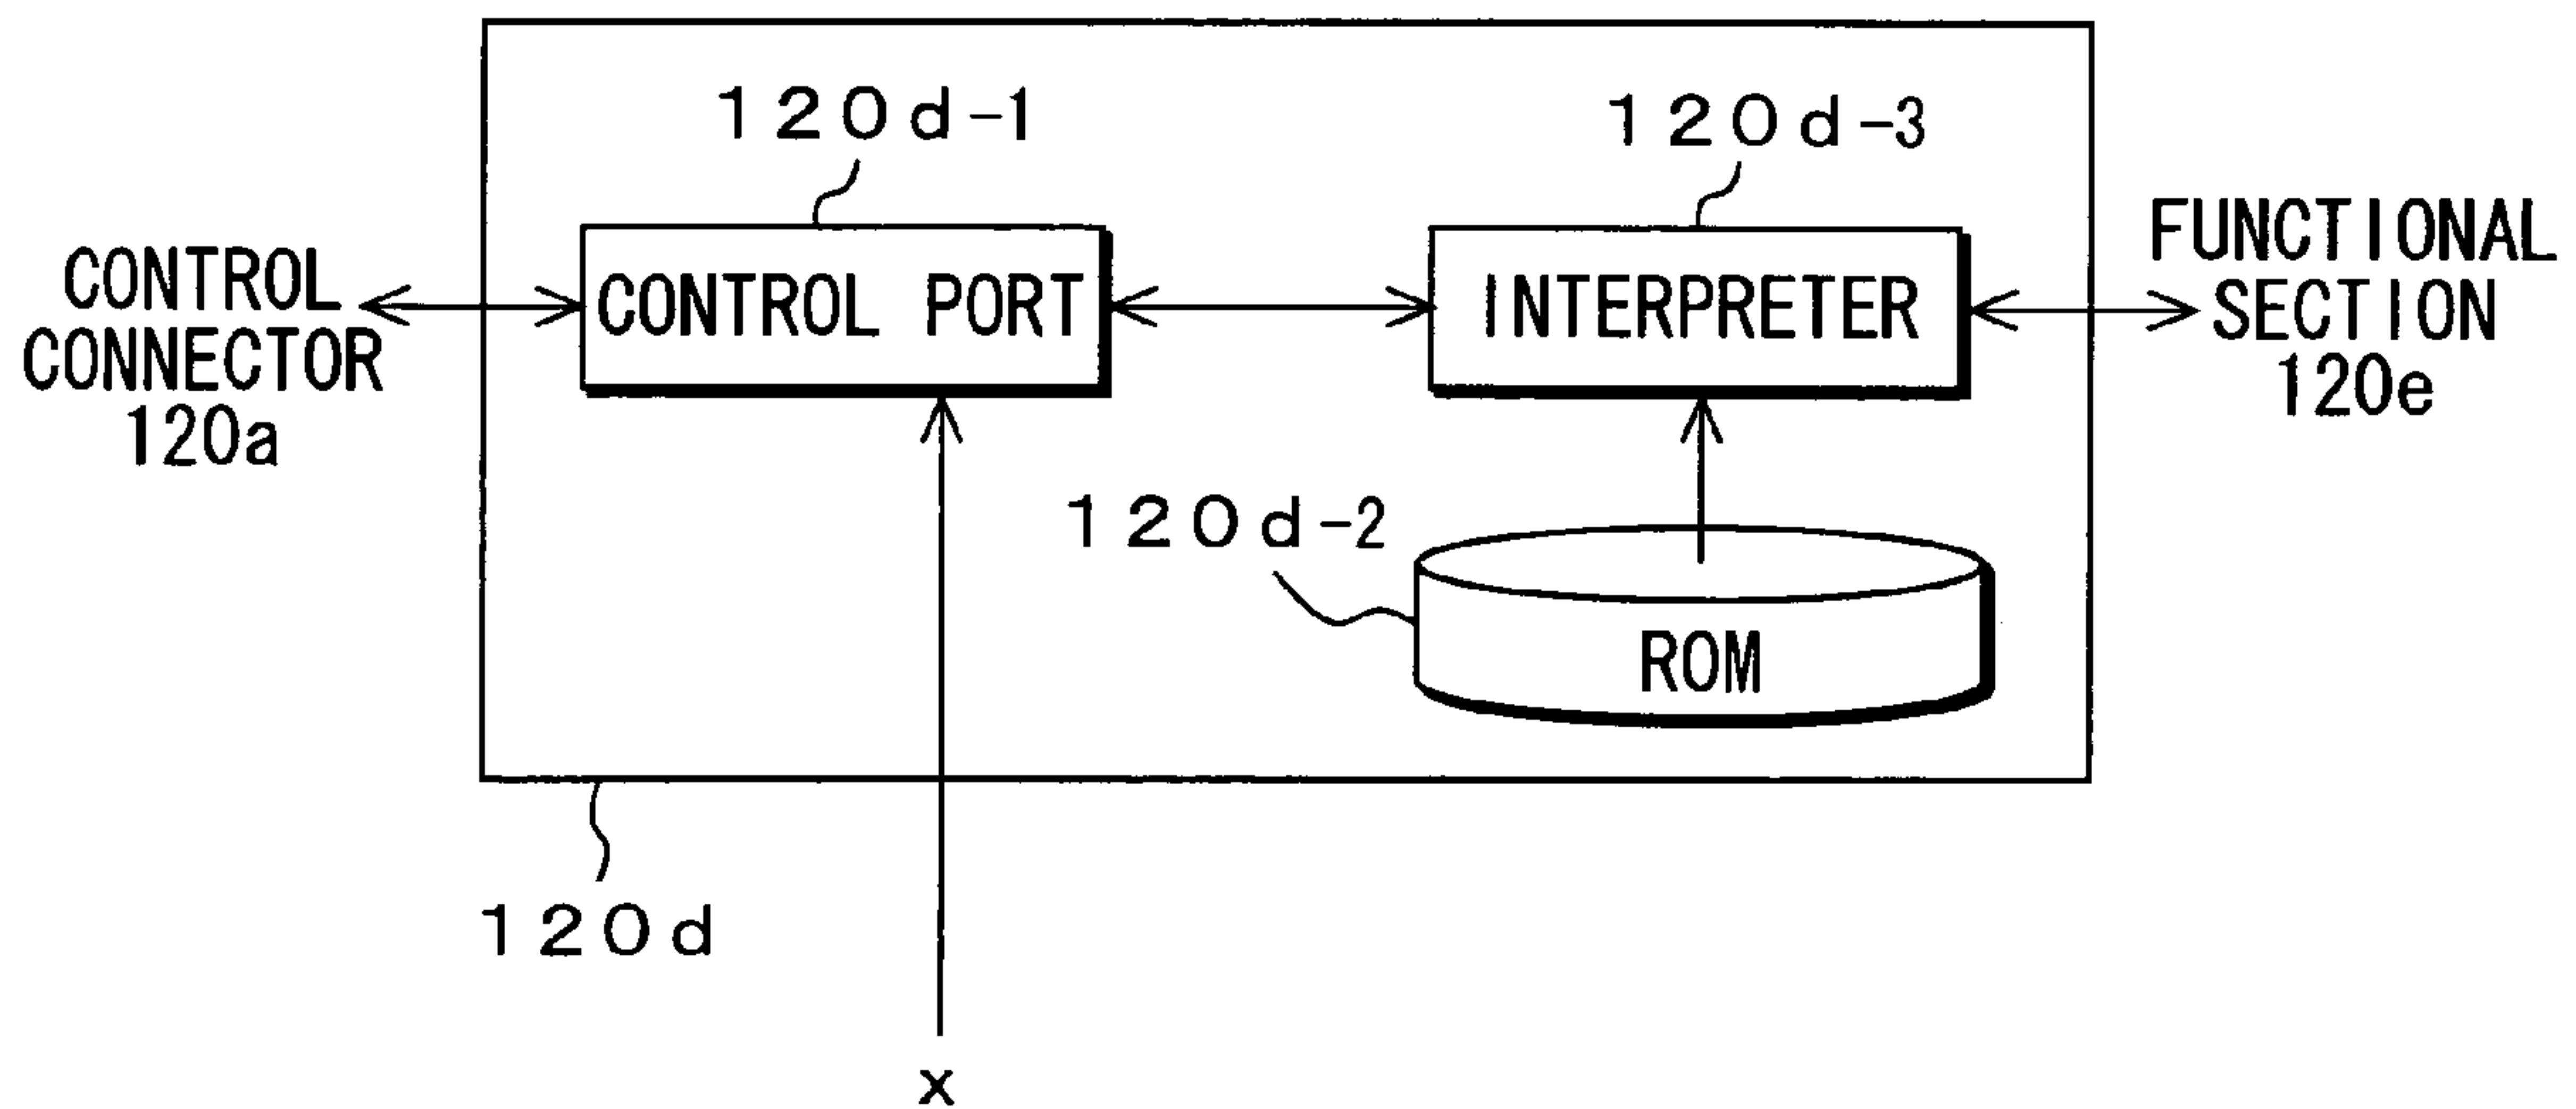 120d-1
120d-3
CONTROL
CONNECTOR
120a
CONTROL PORT
INTERPRETER
FUNCTIONAL
SECTION
120e
120d-2
ROM
120d
x